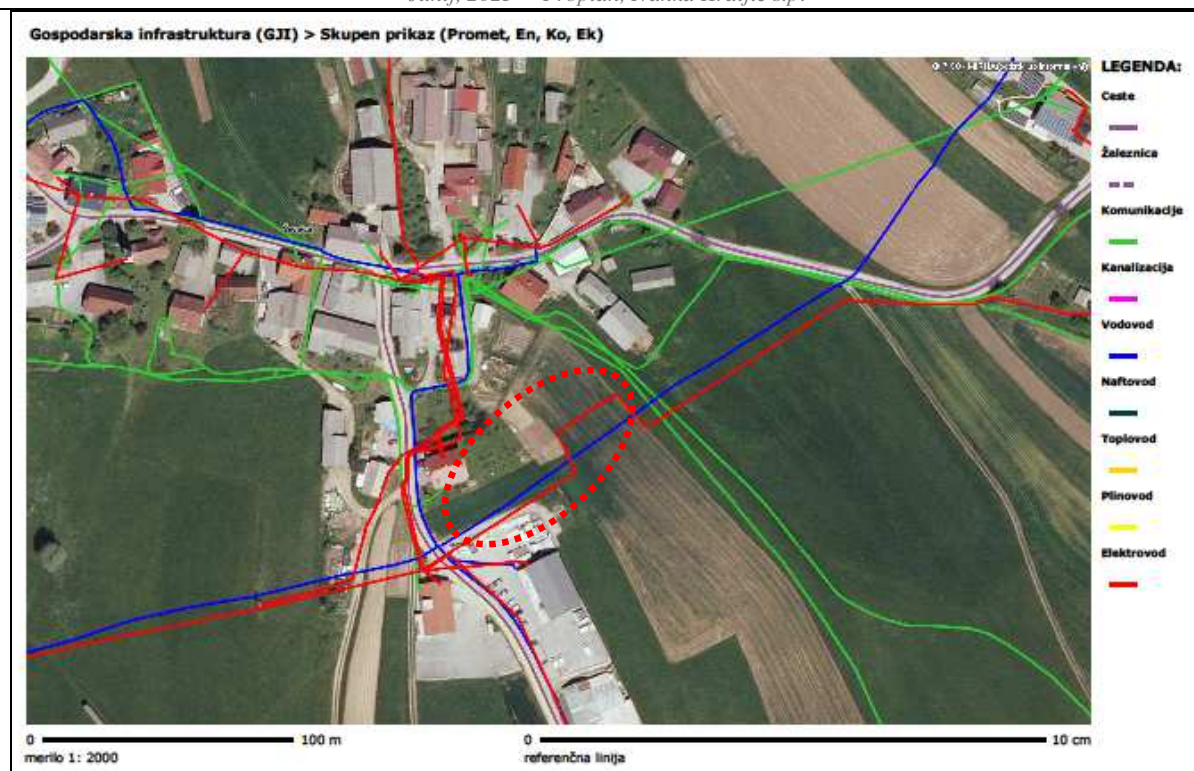 Gospodarska infrastruktura (GJI) > Skupen prikaz (Promet, En, Ko, Ek)
LEGENDA:
Ceste
Železnica
Komunikacije
Kanalizacija
Vodovod
Naftovod
Toplovod
Plinovod
Elektrovod
0 100 m
merilo 1: 2000
0 10 cm
referenčna linija